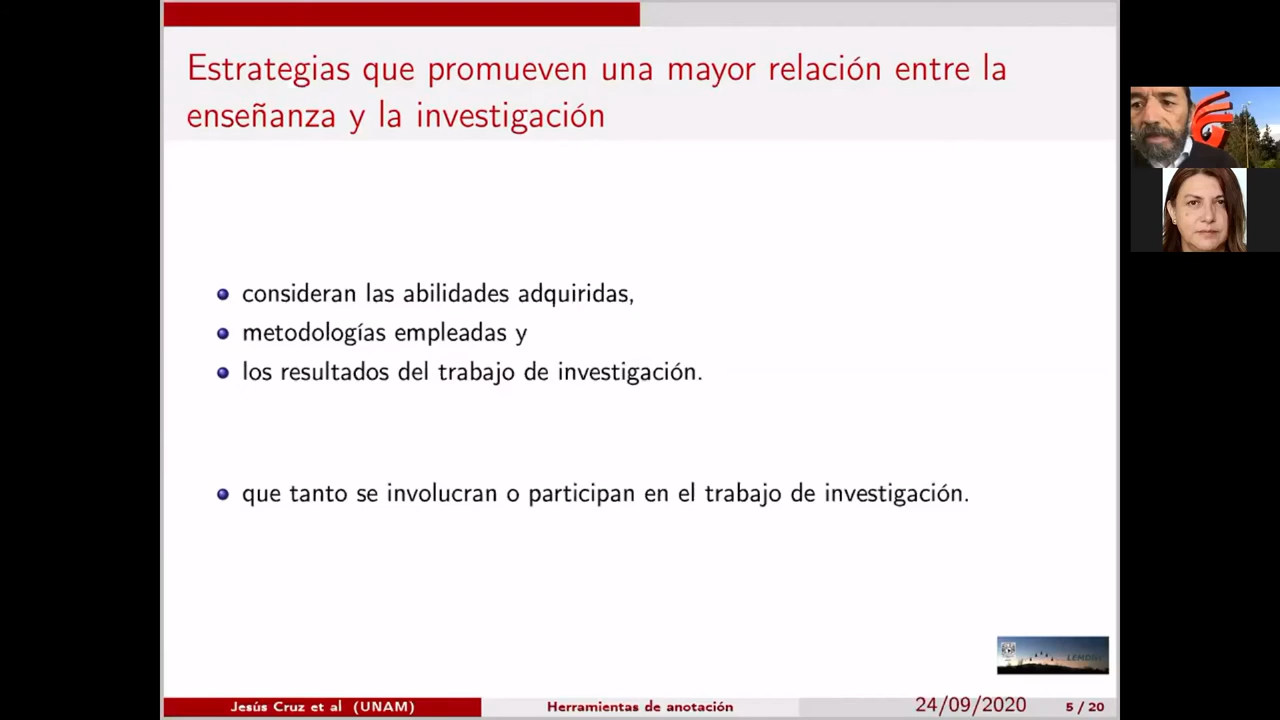 Estrategias que promueven una mayor relación entre la
enseñanza y la investigación
consideran las abilidades adquiridas,
metodologías empleadas y
los resultados del trabajo de investigación.
que tanto se involucran o participan en el trabajo de investigación.
Jesús Cruz et al (UNAM)
Herramientas de anotación
24/09/2020
5 / 20